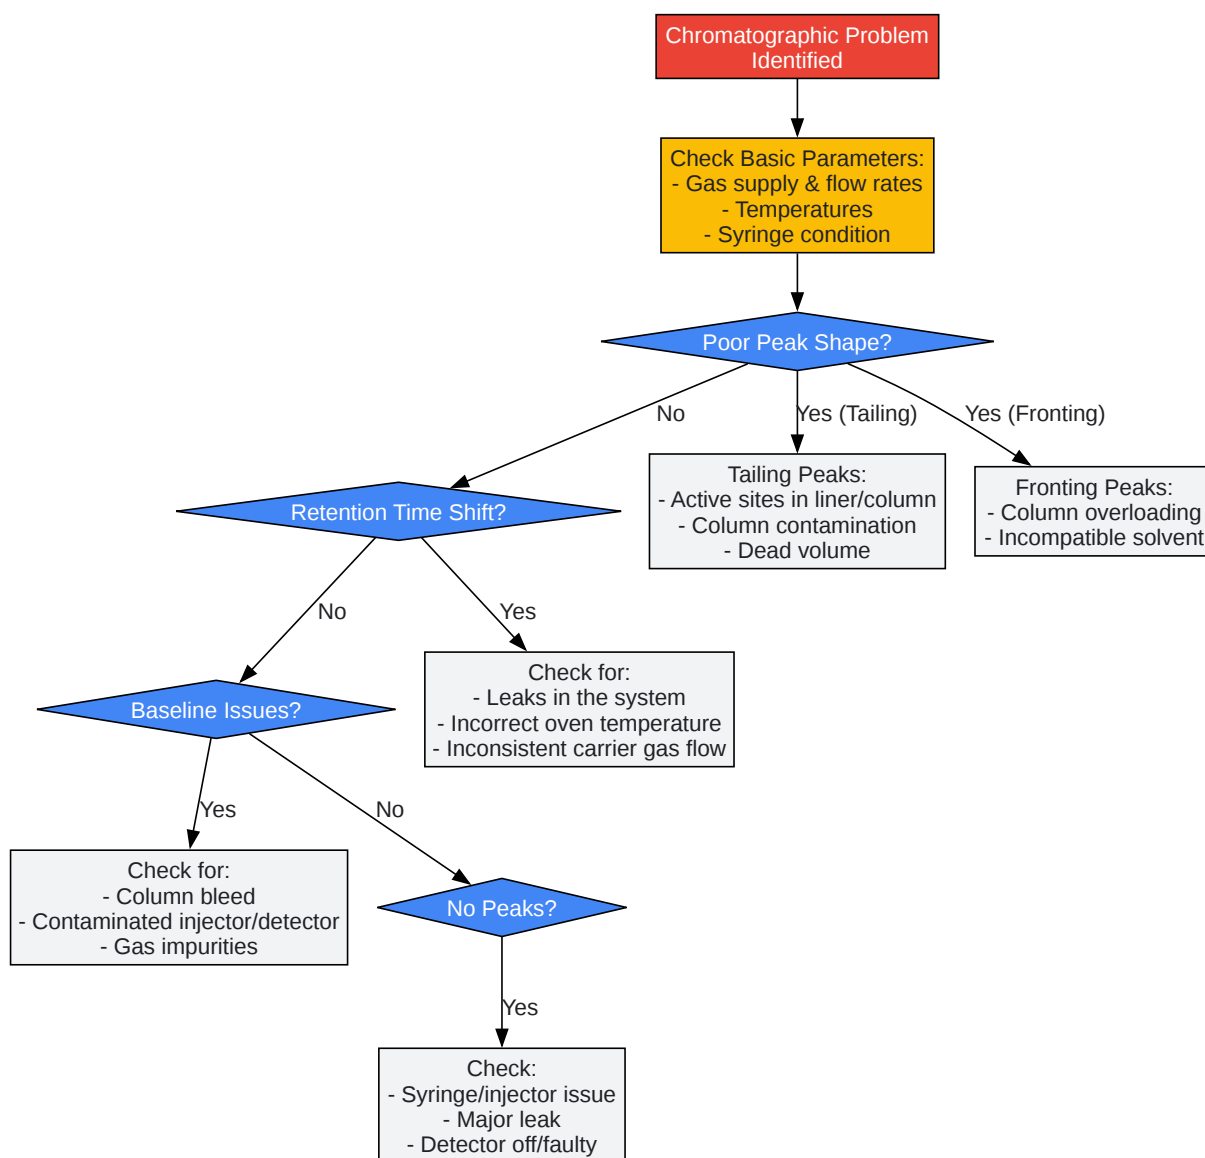 Chromatographic Problem
Identified
Check Basic Parameters:
- Gas supply & flow rates
- Temperatures
- Syringe condition
Poor Peak Shape?
No
Yes (Tailing)
Yes (Fronting)
Tailing Peaks:
- Active sites in liner/column
- Column contamination
- Dead volume
Fronting Peaks:
- Column overloading
- Incompatible solvent
Retention Time Shift?
No
Yes
Check for:
- Leaks in the system
- Incorrect oven temperature
- Inconsistent carrier gas flow
Baseline Issues?
Yes
No
Check for:
- Column bleed
- Contaminated injector/detector
- Gas impurities
No Peaks?
Yes
Check:
- Syringe/injector issue
- Major leak
- Detector off/faulty